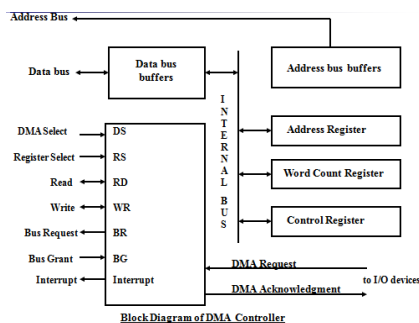 Address Bus
Data bus
Data bus
buffers
Address bus buffers
INTERNAL BUS
DMA Select
DS
Address Register
Register Select
RS
Read
RD
Word Count Register
Write
WR
Control Register
Bus Request
BR
Bus Grant
BG
DMA Request
Interrupt
Interrupt
to I/O devices
DMA Acknowledgment
Block Diagram of DMA Controller